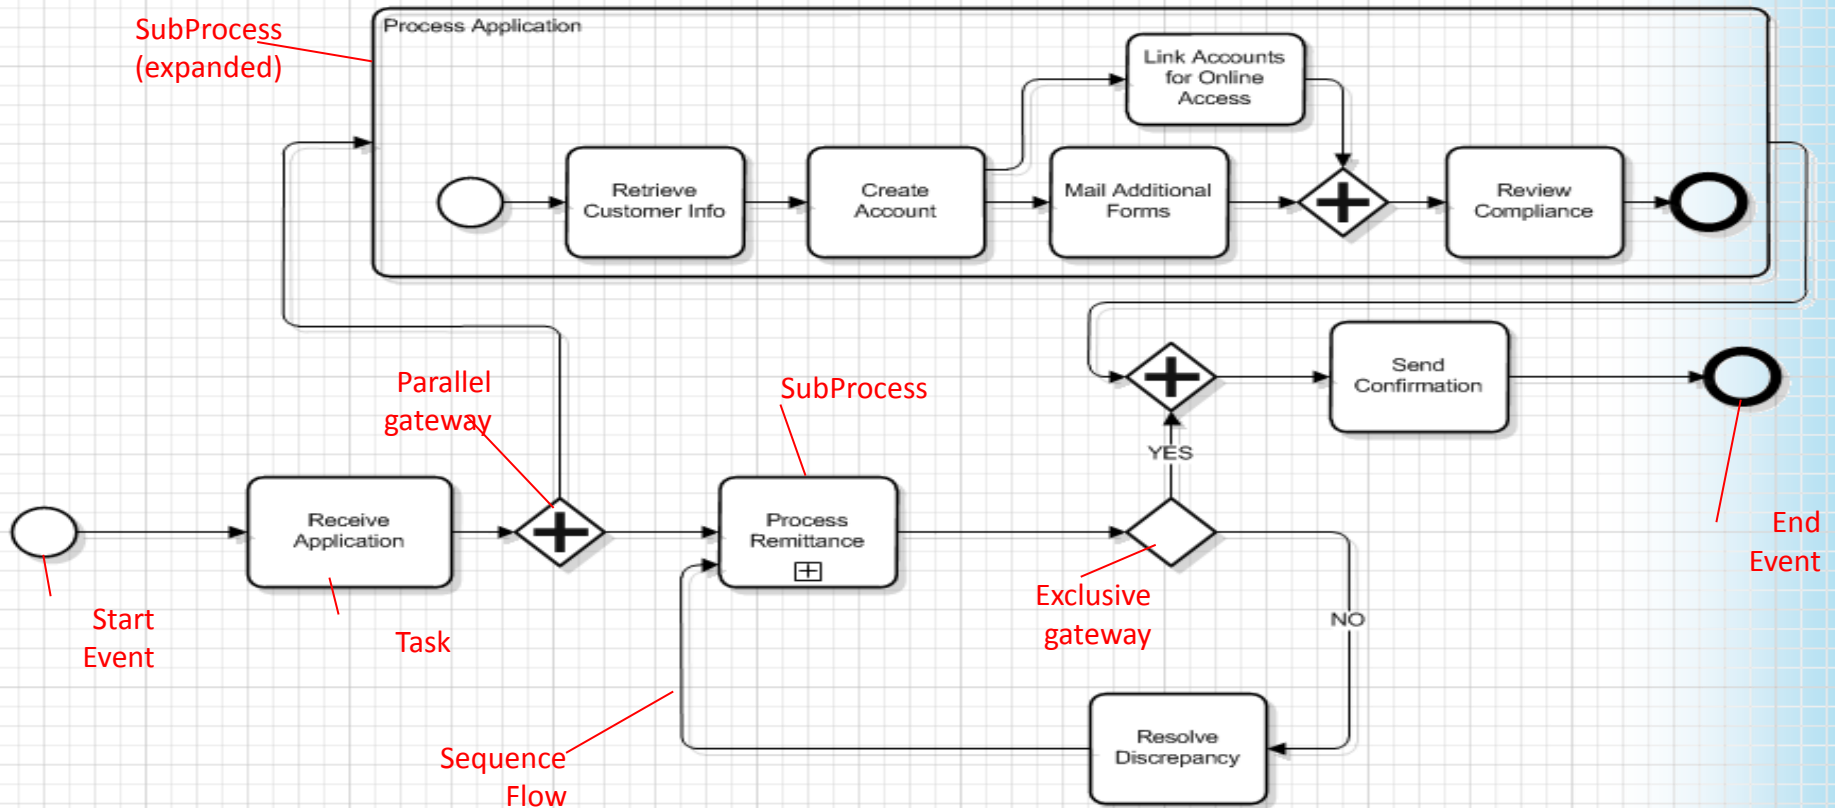 SubProcess
(expanded)
Process Application
Link Accounts
for Online
Access
Retrieve
Customer Info
Create
Account
Mail Additional
Forms
Review
Compliance
Parallel
gateway
SubProcess
Send
Confirmation
YES
Receive
Application
Process
Remittance
End
Event
Exclusive
gateway
NO
Start
Event
Task
Resolve
Discrepancy
Sequence
Flow